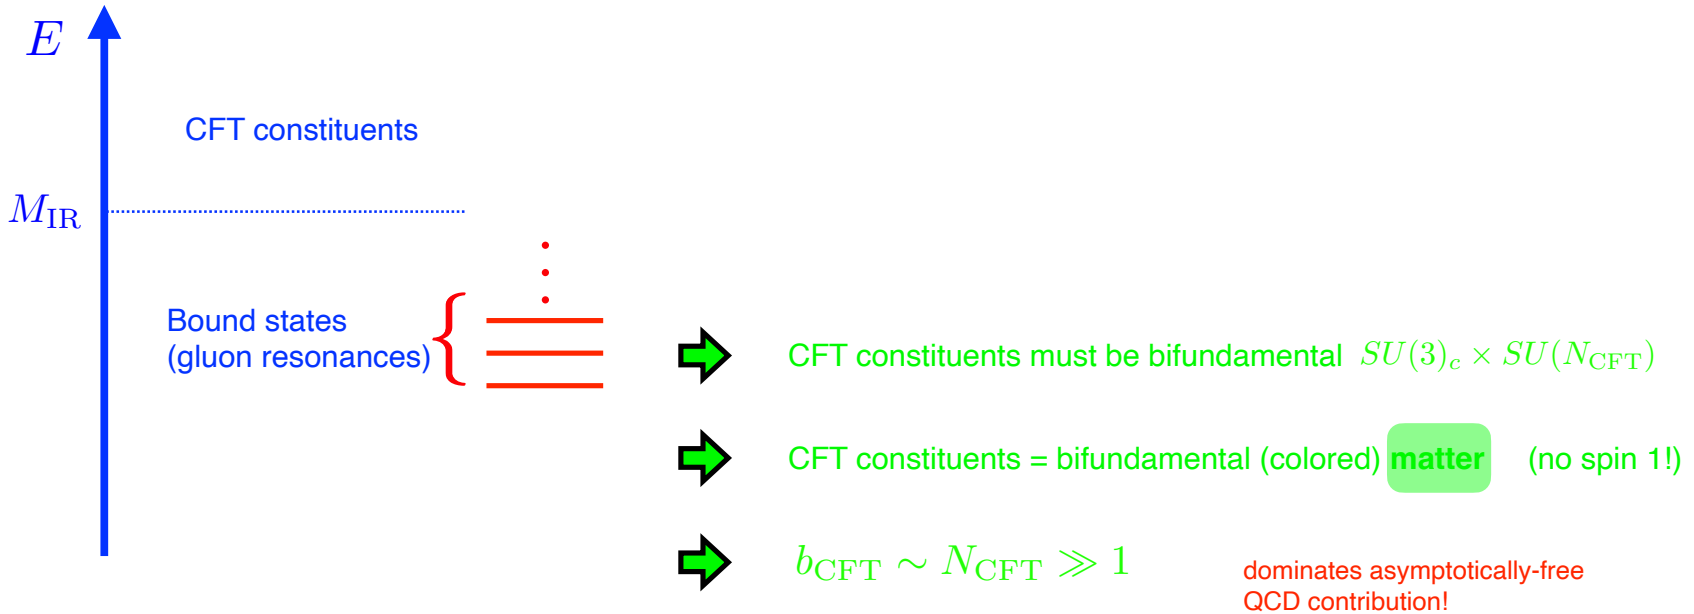 E
CFT constituents
M_IR
Bound states
(gluon resonances)
CFT constituents must be bifundamental SU(3)_c × SU(N_CFT)
CFT constituents = bifundamental (colored) matter (no spin 1!)
b_CFT ∼ N_CFT ≫ 1
dominates asymptotically-free
QCD contribution!